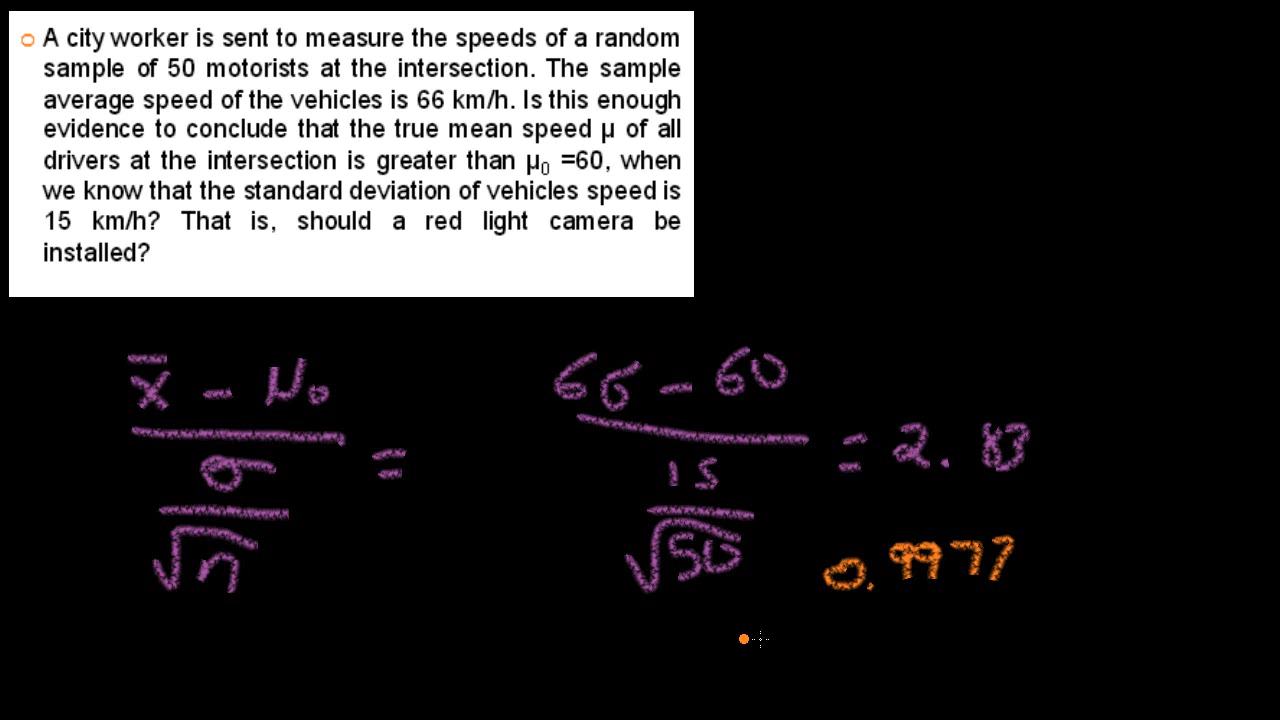 A city worker is sent to measure the speeds of a random
sample of 50 motorists at the intersection. The sample
average speed of the vehicles is 66 km/h. Is this enough
evidence to conclude that the true mean speed μ of all
drivers at the intersection is greater than μ₀ =60, when
we know that the standard deviation of vehicles speed is
15 km/h? That is, should a red light camera be
installed?
x̄ - μ₀ 66 - 60
= = 2.83
σ 15
√n √50
0.9977